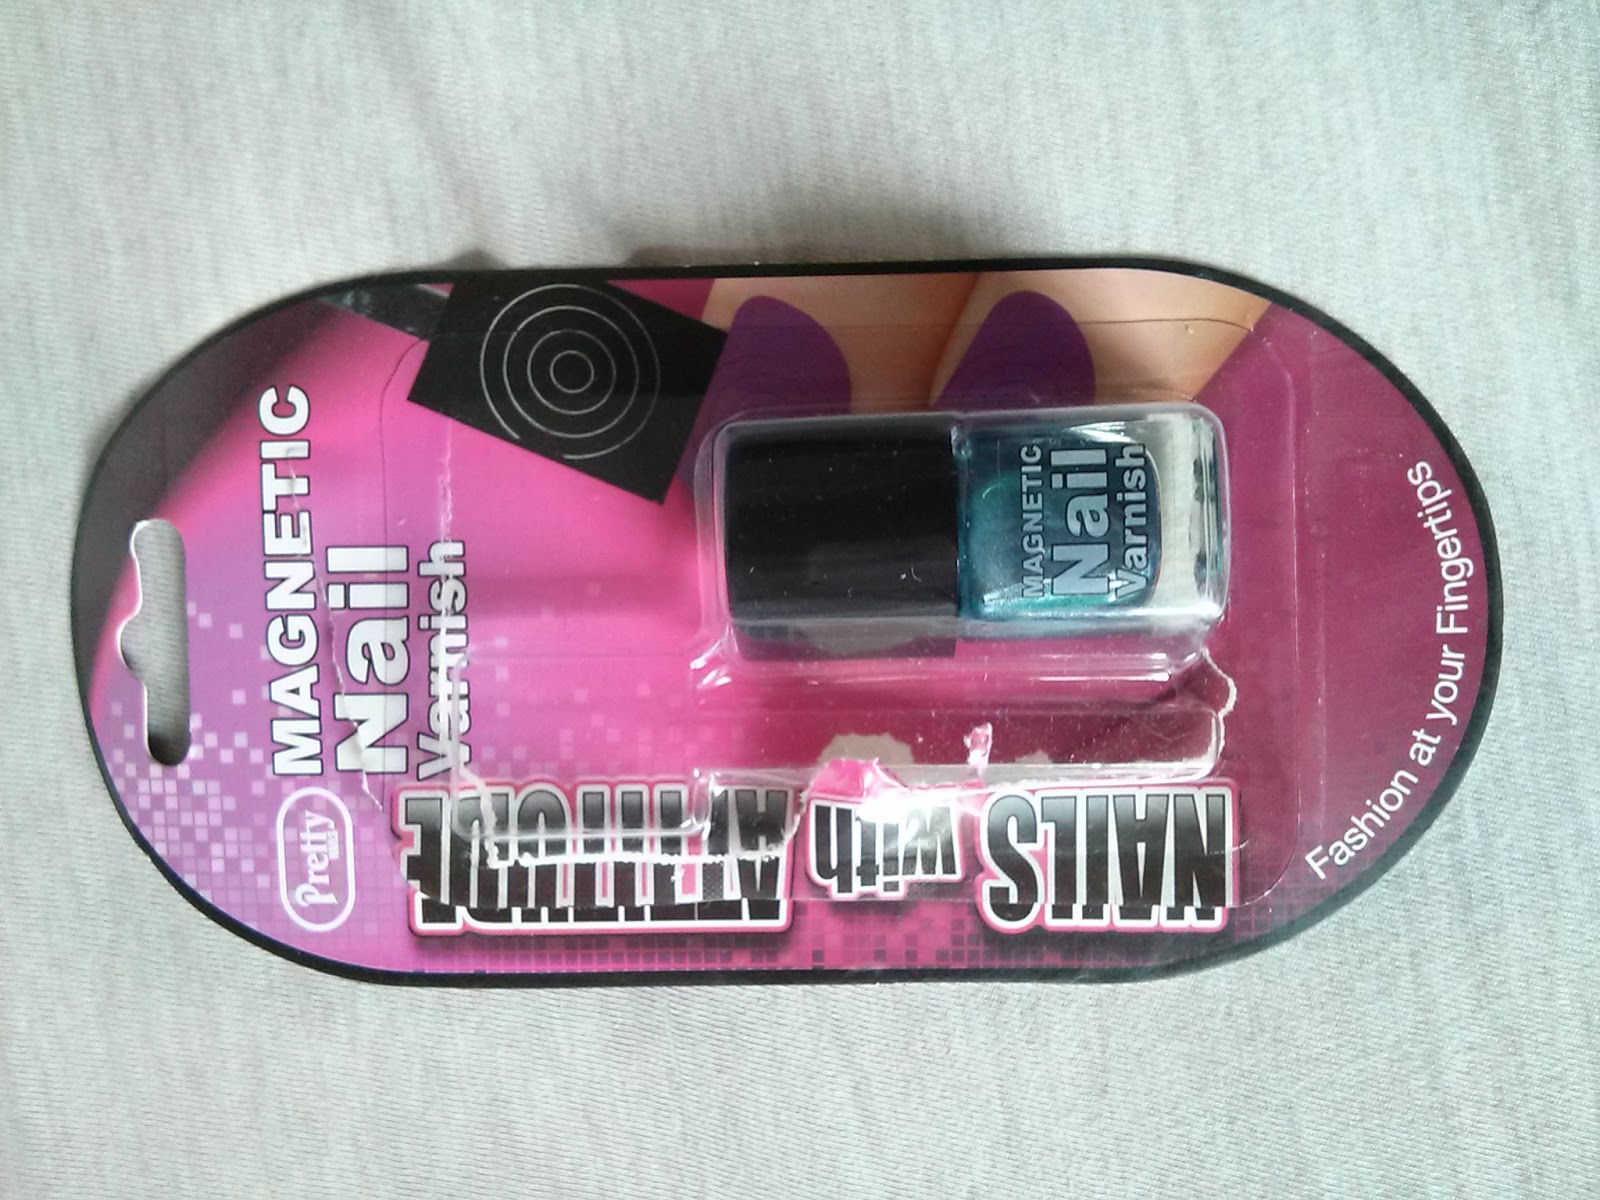 Pretty
MAGNETIC
Nail
Varnish
NAILS with ATTITUDE
MAGNETIC
Nail
Varnish
Fashion at your Fingertips